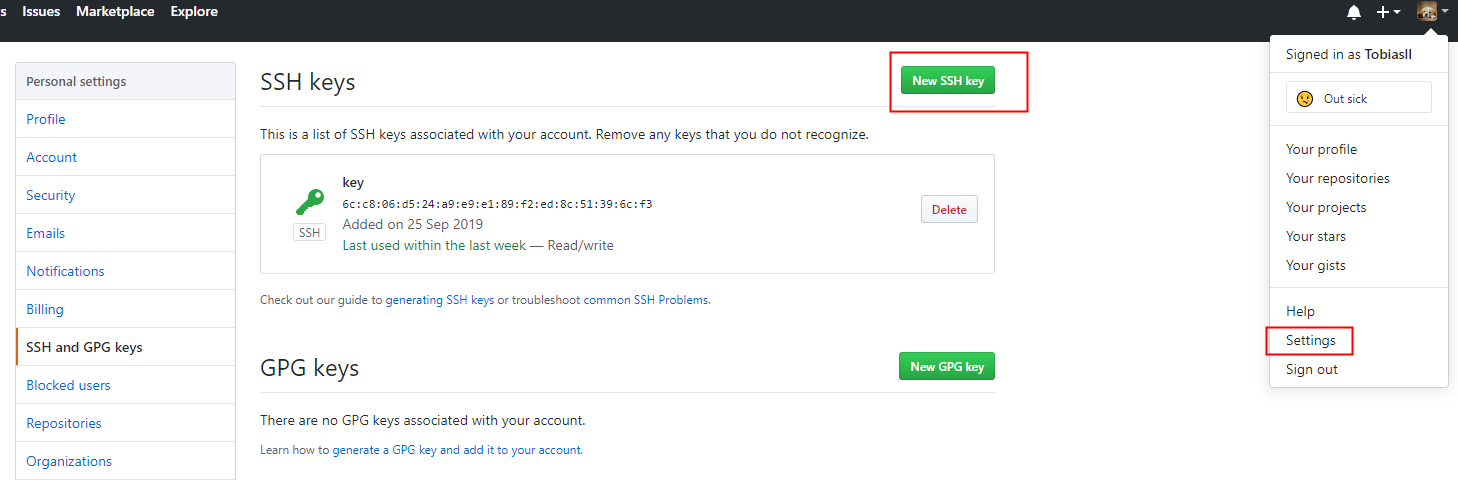 s Issues Marketplace Explore
Signed in as Tobiasll
Out sick
Your profile
Your repositories
Your projects
Your stars
Your gists
Help
Settings
Sign out
Personal settings
Profile
Account
Security
Emails
Notifications
Billing
SSH and GPG keys
Blocked users
Repositories
Organizations
SSH keys
New SSH key
This is a list of SSH keys associated with your account. Remove any keys that you do not recognize.
key
6c:c8:06:d5:24:a9:e9:e1:89:f2:ed:8c:51:39:6c:f3
Added on 25 Sep 2019
Last used within the last week — Read/write
SSH
Delete
Check out our guide to generating SSH keys or troubleshoot common SSH Problems.
GPG keys
New GPG key
There are no GPG keys associated with your account.
Learn how to generate a GPG key and add it to your account.